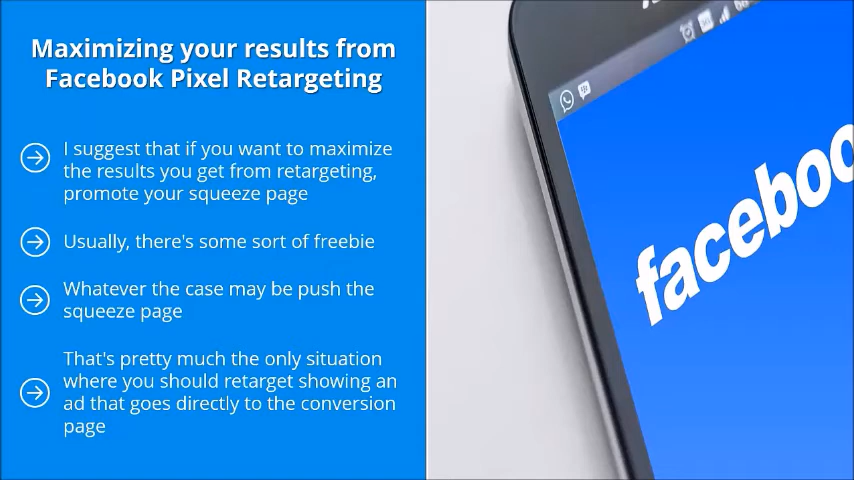 Maximizing your results from
Facebook Pixel Retargeting
I suggest that if you want to maximize
the results you get from retargeting,
promote your squeeze page
Usually, there's some sort of freebie
Whatever the case may be push the
squeeze page
That's pretty much the only situation
where you should retarget showing an
ad that goes directly to the conversion
page
faceboo